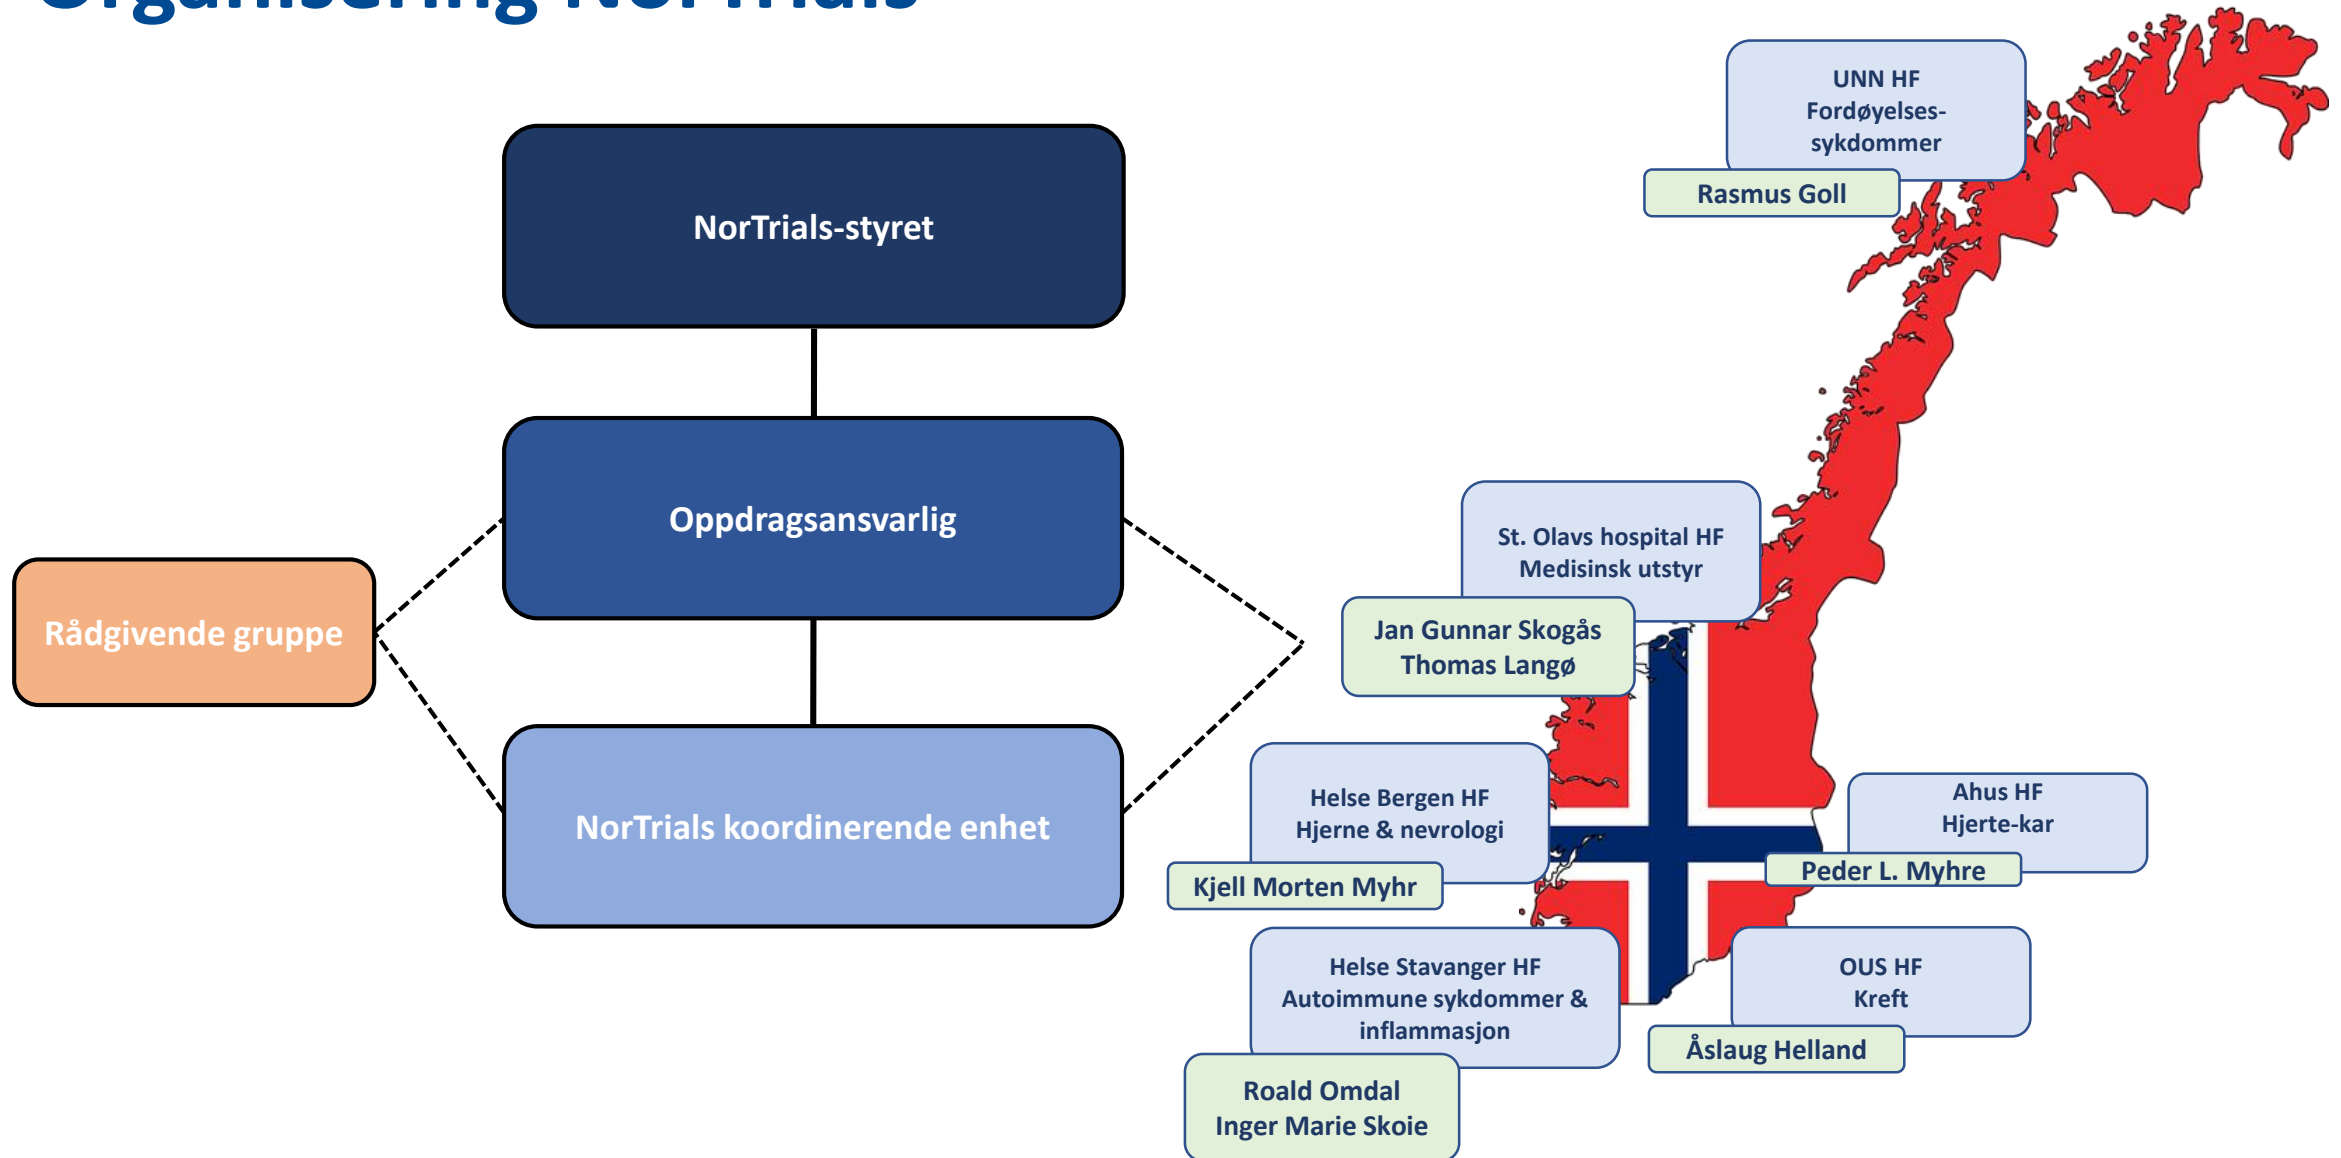 Organisering NorTrials
NorTrials-styret
Oppdragsansvarlig
Rådgivende gruppe
NorTrials koordinerende enhet
UNN HF
Fordøyelses-
sykdommer
Rasmus Goll
St. Olavs hospital HF
Medisinsk utstyr
Jan Gunnar Skogås
Thomas Langø
Helse Bergen HF
Hjerne & nevrologi
Kjell Morten Myhr
Ahus HF
Hjerte-kar
Peder L. Myhre
Helse Stavanger HF
Autoimmune sykdommer &
inflammasjon
Roald Omdal
Inger Marie Skoie
OUS HF
Kreft
Åslaug Helland